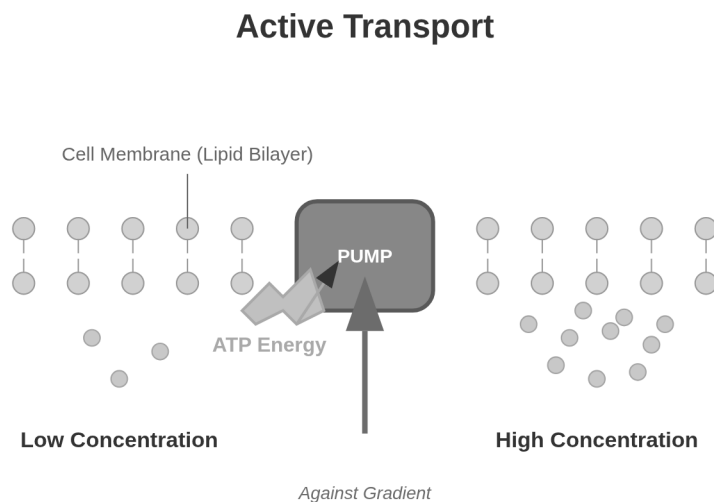 Active Transport
Cell Membrane (Lipid Bilayer)
PUMP
ATP Energy
Low Concentration
High Concentration
Against Gradient